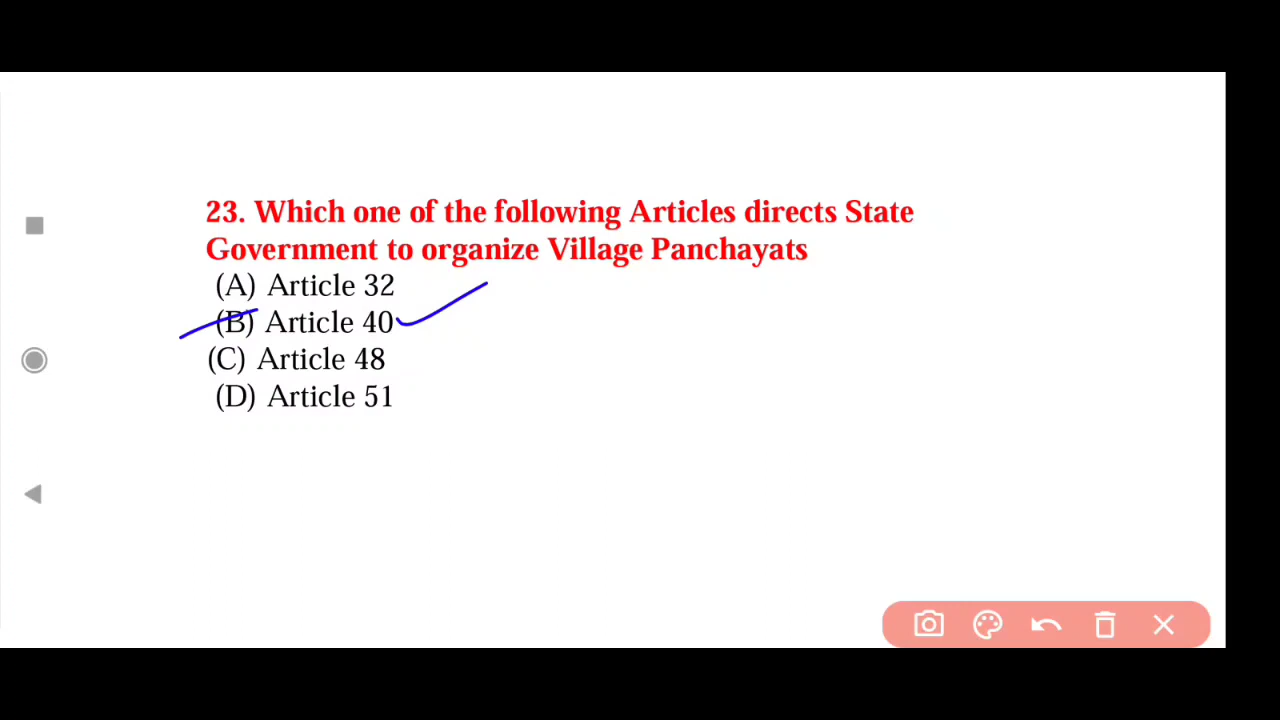 23. Which one of the following Articles directs State
Government to organize Village Panchayats
(A) Article 32
(B) Article 40
(C) Article 48
(D) Article 51